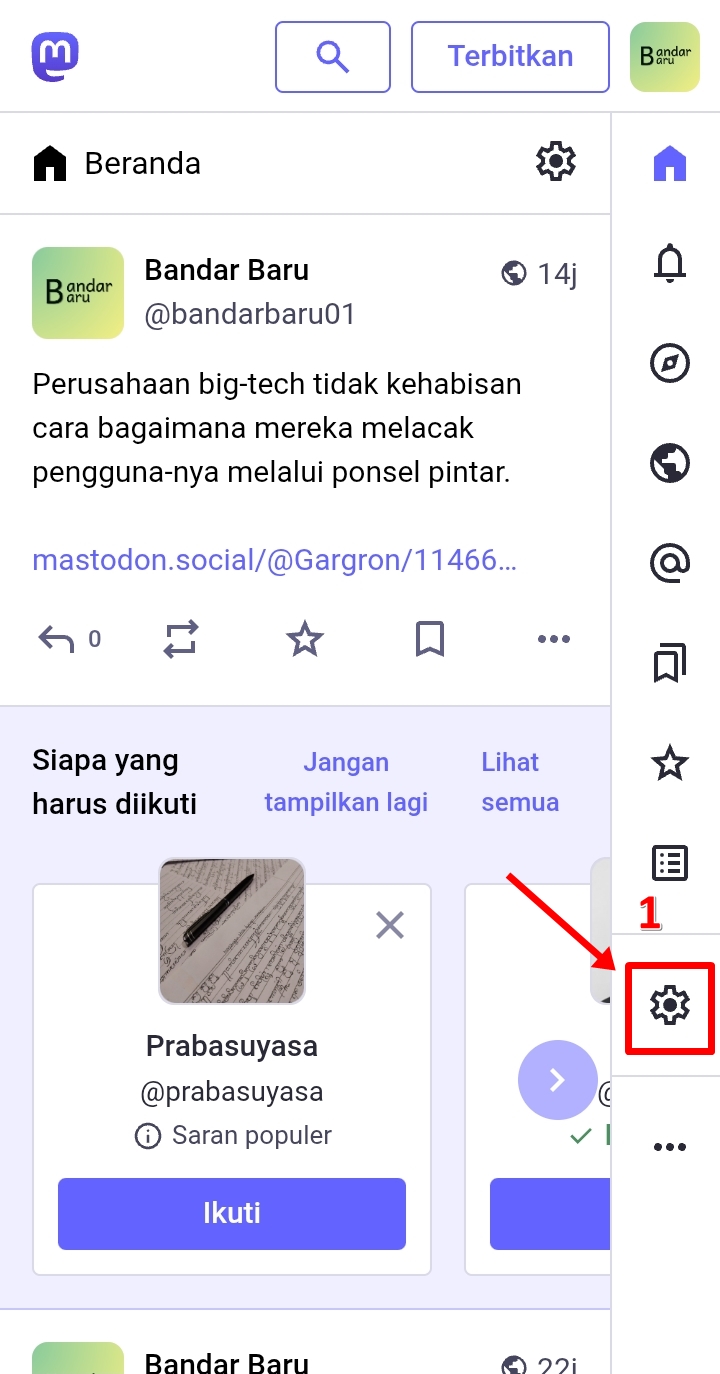 Terbitkan
Bandar
Baru
Beranda
Bandar
Baru
Bandar Baru
14j
@bandarbaru01
Perusahaan big-tech tidak kehabisan
cara bagaimana mereka melacak
pengguna-nya melalui ponsel pintar.
mastodon.social/@Gargron/11466…
0
Siapa yang
harus diikuti
Jangan
tampilkan lagi
Lihat
semua
1
Prabasuyasa
@prabasuyasa
@
Saran populer
Ikuti
Bandar Baru
22j